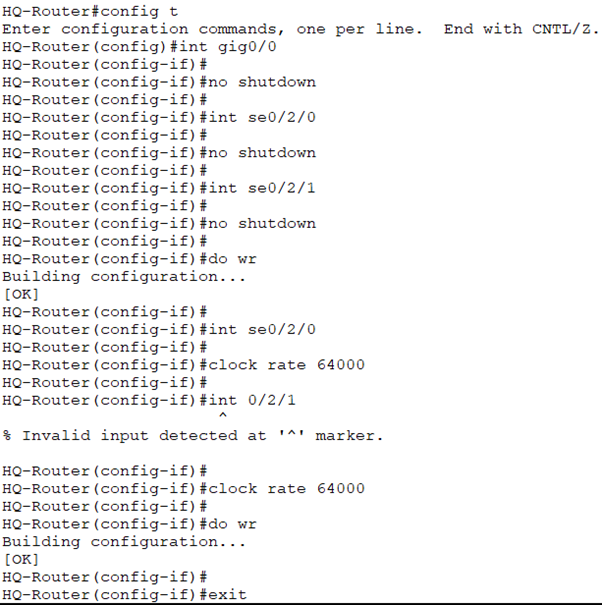 HQ-Router#config t
Enter configuration commands, one per line.  End with CNTL/Z.
HQ-Router(config)#int gig0/0
HQ-Router(config-if)#
HQ-Router(config-if)#no shutdown
HQ-Router(config-if)#
HQ-Router(config-if)#int se0/2/0
HQ-Router(config-if)#
HQ-Router(config-if)#no shutdown
HQ-Router(config-if)#
HQ-Router(config-if)#int se0/2/1
HQ-Router(config-if)#
HQ-Router(config-if)#no shutdown
HQ-Router(config-if)#
HQ-Router(config-if)#do wr
Building configuration...
[OK]
HQ-Router(config-if)#
HQ-Router(config-if)#int se0/2/0
HQ-Router(config-if)#
HQ-Router(config-if)#clock rate 64000
HQ-Router(config-if)#
HQ-Router(config-if)#int 0/2/1
                         ^
% Invalid input detected at '^' marker.

HQ-Router(config-if)#
HQ-Router(config-if)#clock rate 64000
HQ-Router(config-if)#
HQ-Router(config-if)#do wr
Building configuration...
[OK]
HQ-Router(config-if)#
HQ-Router(config-if)#exit